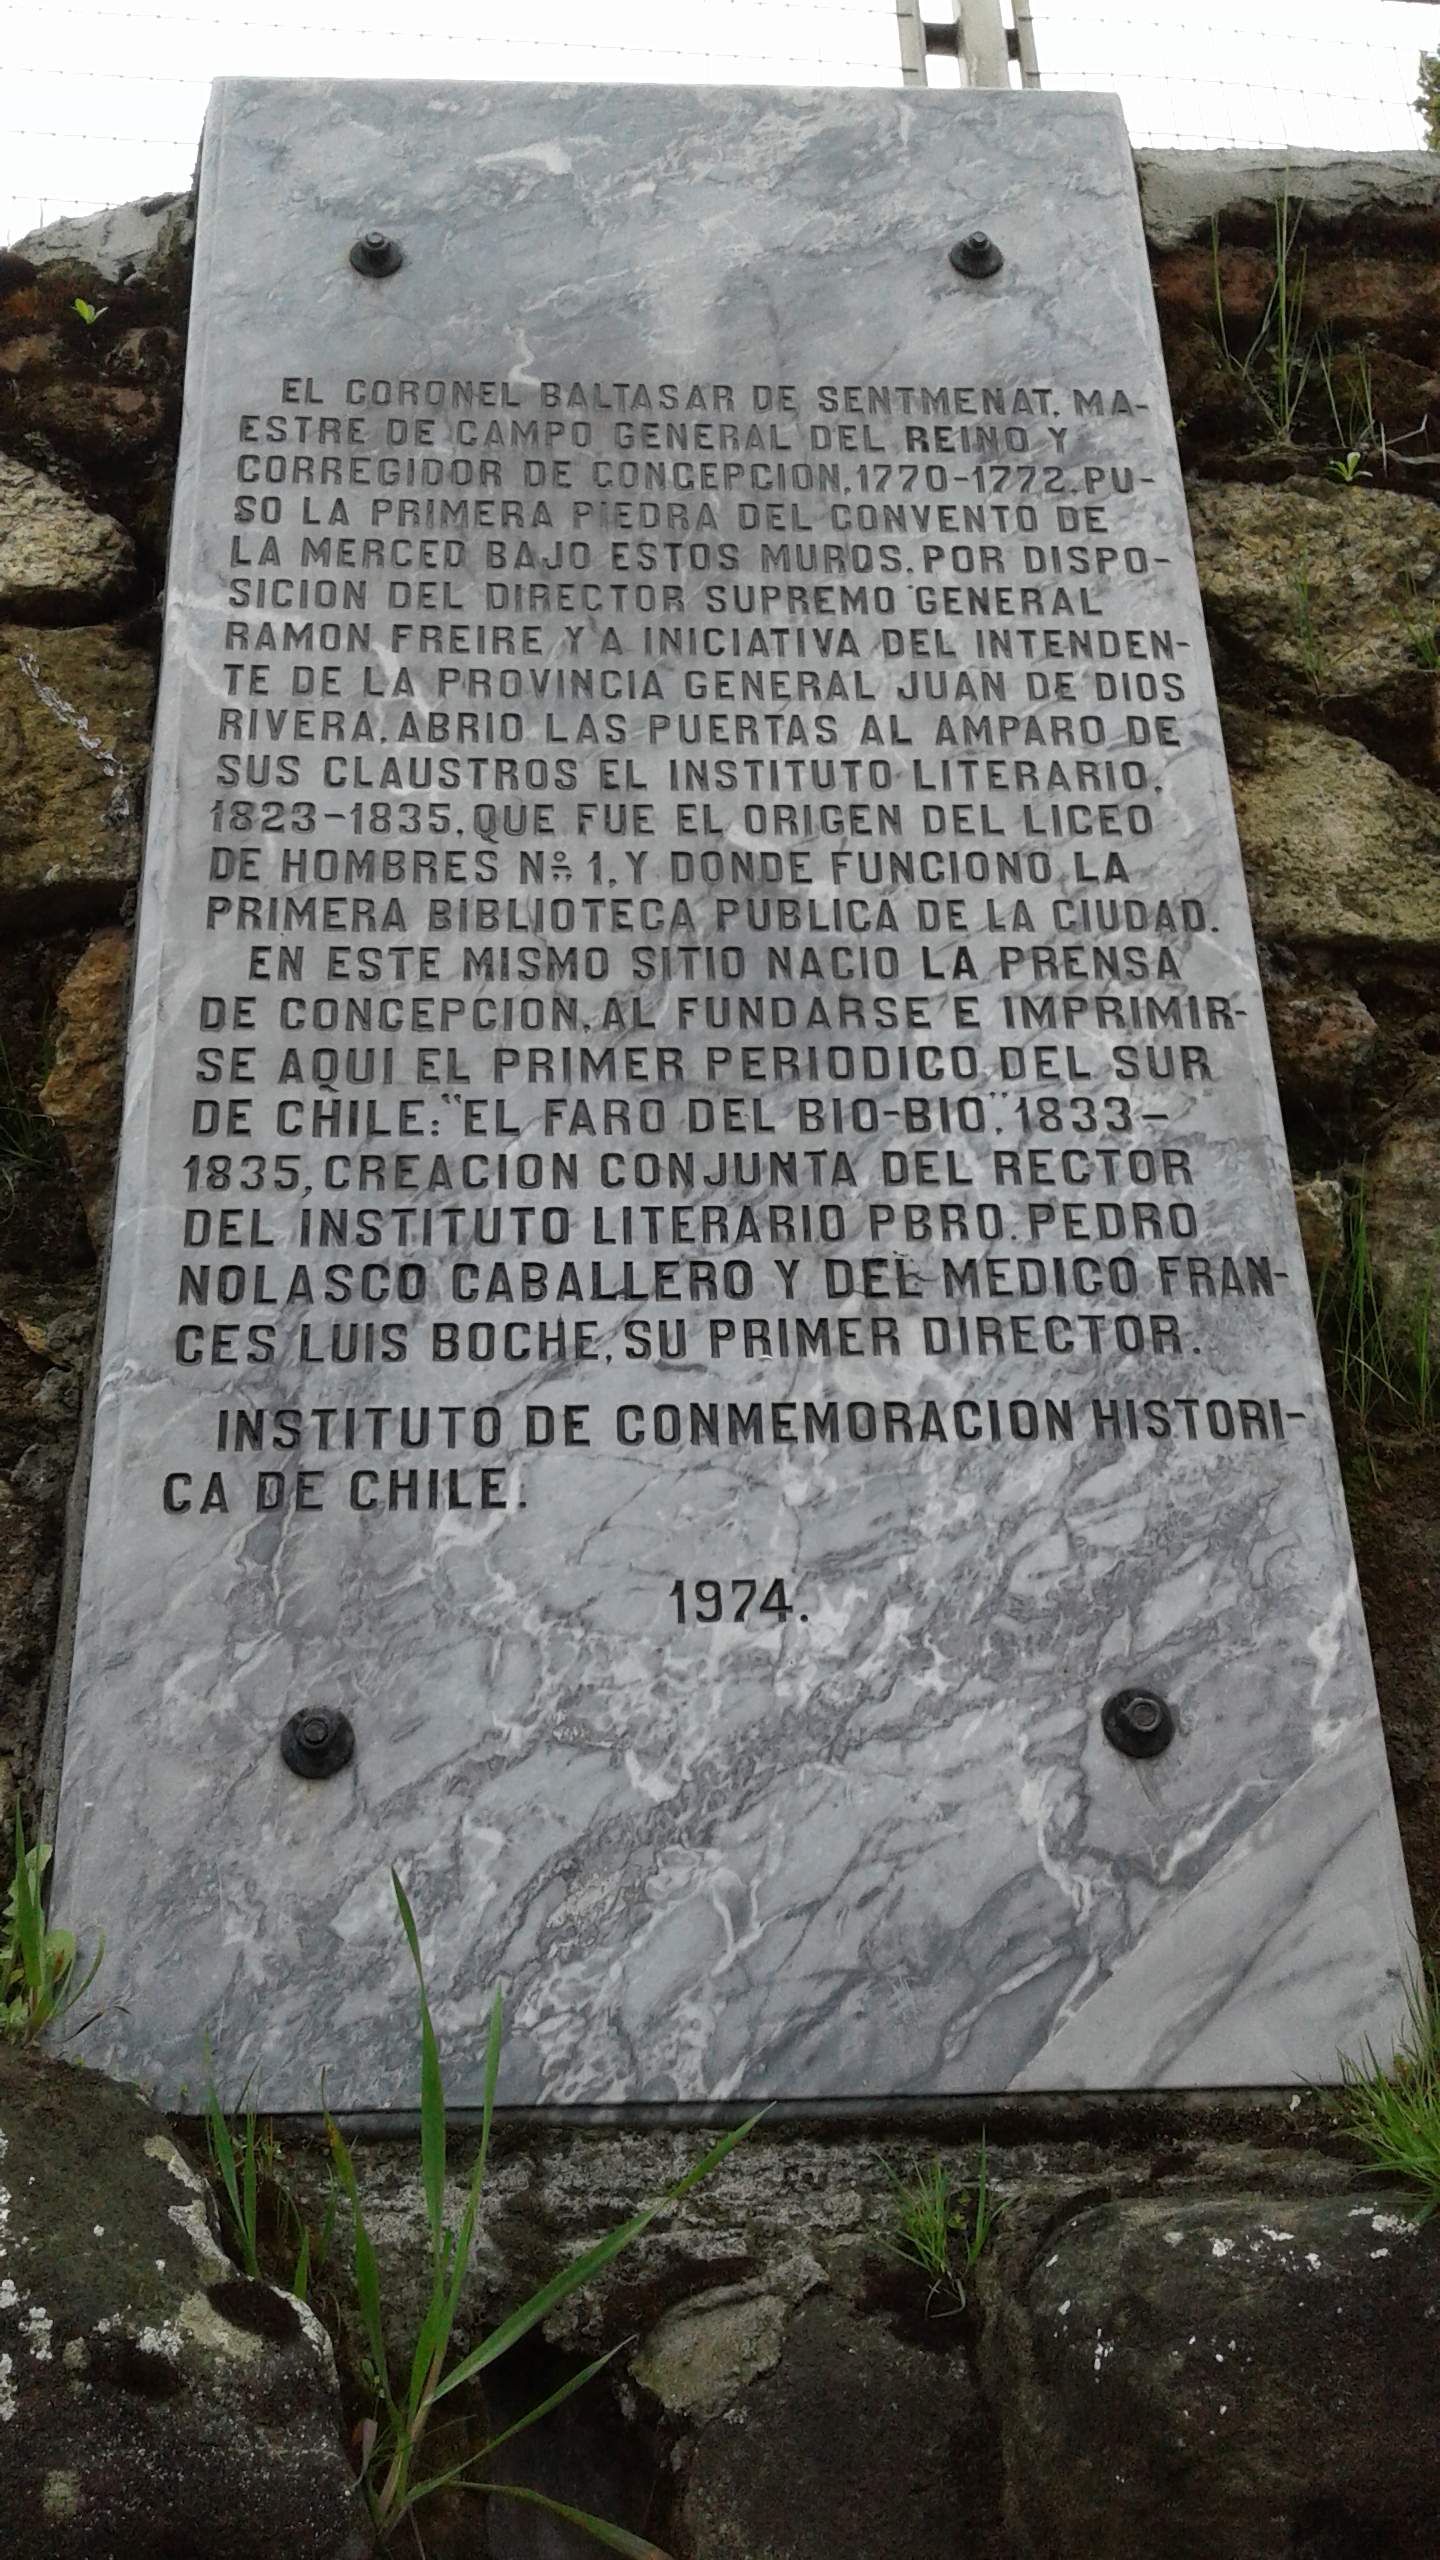 EL CORONEL BALTASAR DE SENTMENAT, MA-
ESTRE DE CAMPO GENERAL DEL REINO Y
CORREGIDOR DE CONCEPCION, 1770-1772, PU-
SO LA PRIMERA PIEDRA DEL CONVENTO DE
LA MERCED BAJO ESTOS MUROS. POR DISPO-
SICION DEL DIRECTOR SUPREMO GENERAL
RAMON FREIRE Y A INICIATIVA DEL INTENDEN-
TE DE LA PROVINCIA GENERAL JUAN DE DIOS
RIVERA, ABRIO LAS PUERTAS AL AMPARO DE
SUS CLAUSTROS EL INSTITUTO LITERARIO,
1823-1835, QUE FUE EL ORIGEN DEL LICEO
DE HOMBRES Nº 1, Y DONDE FUNCIONO LA
PRIMERA BIBLIOTECA PUBLICA DE LA CIUDAD.
EN ESTE MISMO SITIO NACIO LA PRENSA
DE CONCEPCION, AL FUNDARSE E IMPRIMIR-
SE AQUI EL PRIMER PERIODICO DEL SUR
DE CHILE: "EL FARO DEL BIO-BIO", 1833-
1835, CREACION CONJUNTA DEL RECTOR
DEL INSTITUTO LITERARIO PBRO. PEDRO
NOLASCO CABALLERO Y DEL MEDICO FRAN-
CES LUIS BOCHE, SU PRIMER DIRECTOR.
INSTITUTO DE CONMEMORACION HISTORI-
CA DE CHILE.
1974.